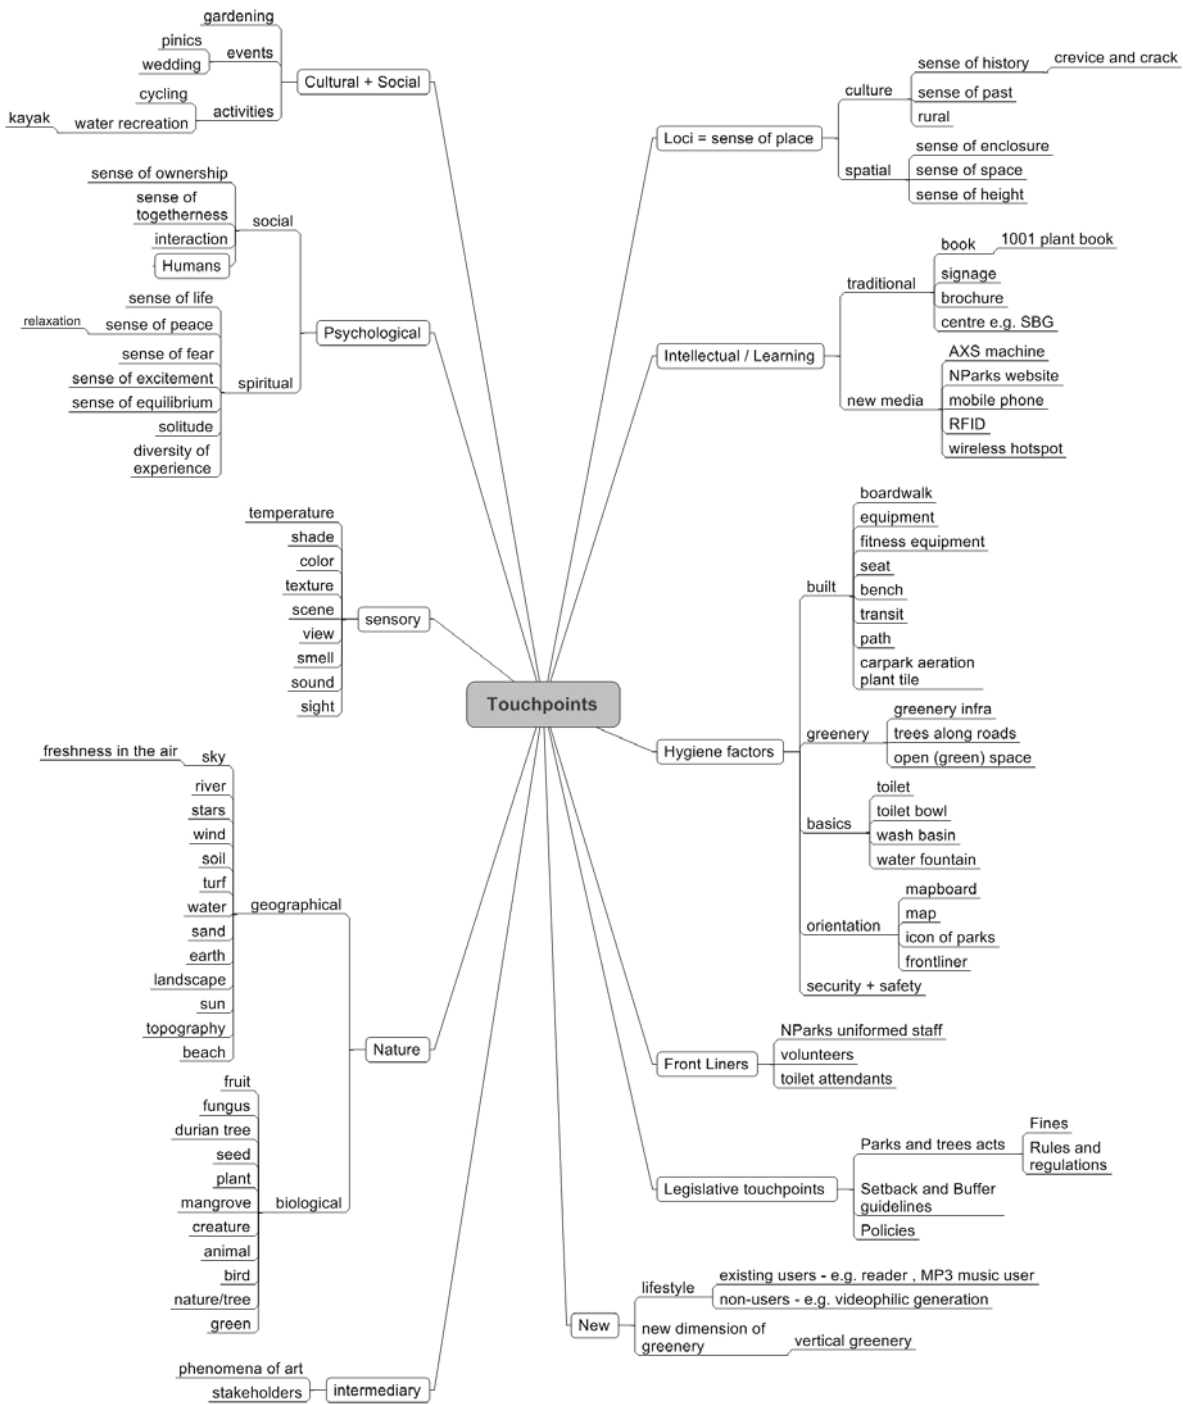 Touchpoints
Cultural + Social
gardening
events
pinics
wedding
activities
cycling
water recreation
kayak
Psychological
social
sense of ownership
sense of
togetherness
interaction
Humans
spiritual
sense of life
sense of peace
relaxation
sense of fear
sense of excitement
sense of equilibrium
solitude
diversity of
experience
sensory
temperature
shade
color
texture
scene
view
smell
sound
sight
Nature
geographical
sky
freshness in the air
river
stars
wind
soil
turf
water
sand
earth
landscape
sun
topography
beach
biological
fruit
fungus
durian tree
seed
plant
mangrove
creature
animal
bird
nature/tree
green
intermediary
phenomena of art
stakeholders
Loci = sense of place
culture
sense of history
crevice and crack
sense of past
rural
spatial
sense of enclosure
sense of space
sense of height
Intellectual / Learning
traditional
book
1001 plant book
signage
brochure
centre e.g. SBG
new media
AXS machine
NParks website
mobile phone
RFID
wireless hotspot
Hygiene factors
built
boardwalk
equipment
fitness equipment
seat
bench
transit
path
carpark aeration
plant tile
greenery
greenery infra
trees along roads
open (green) space
basics
toilet
toilet bowl
wash basin
water fountain
orientation
mapboard
map
icon of parks
frontliner
security + safety
Front Liners
NParks uniformed staff
volunteers
toilet attendants
Legislative touchpoints
Parks and trees acts
Fines
Rules and
regulations
Setback and Buffer
guidelines
Policies
New
lifestyle
existing users - e.g. reader , MP3 music user
non-users - e.g. videophilic generation
new dimension of
greenery
vertical greenery